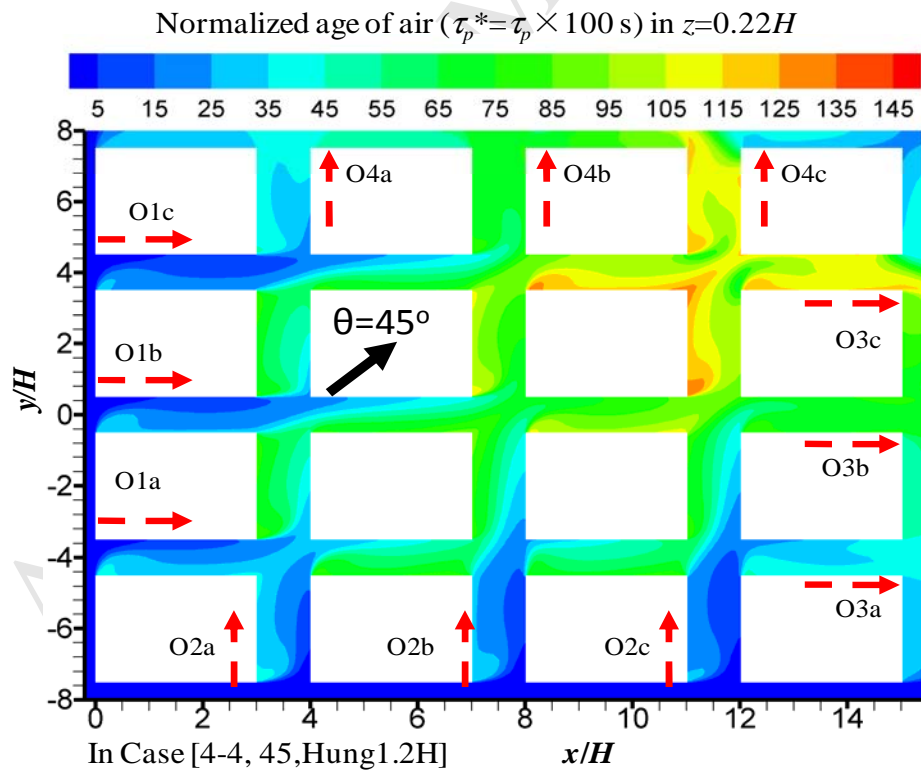 Normalized age of air (τp*=τp×100 s) in z=0.22H
5 15 25 35 45 55 65 75 85 95 105 115 125 135 145
8
O4a O4b O4c
6
O1c
4
θ=45º
O3c
2
O1b
y/H
0
O3b
-2
O1a
-4
O3a
-6
O2a O2b O2c
-8
0 2 4 6 8 10 12 14
In Case [4-4, 45,Hung1.2H] x/H